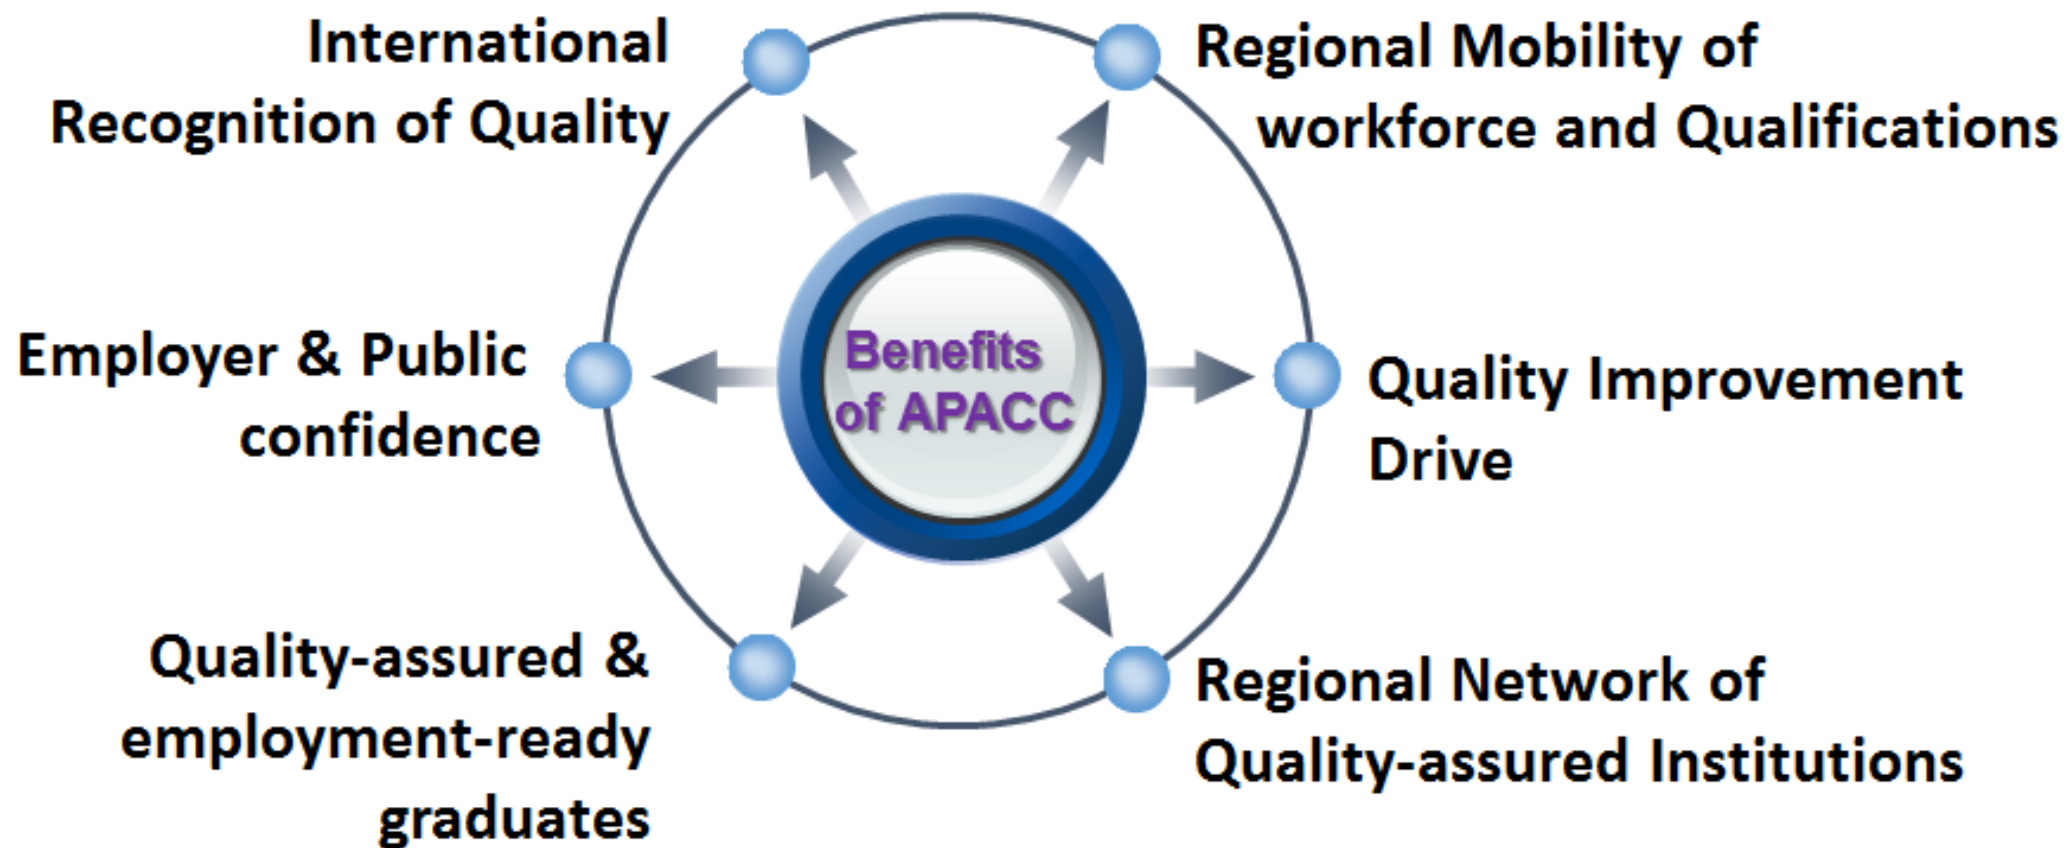 International
Recognition of Quality
Regional Mobility of
workforce and Qualifications
Employer & Public
confidence
Benefits
of APACC
Quality Improvement
Drive
Quality-assured &
employment-ready
graduates
Regional Network of
Quality-assured Institutions